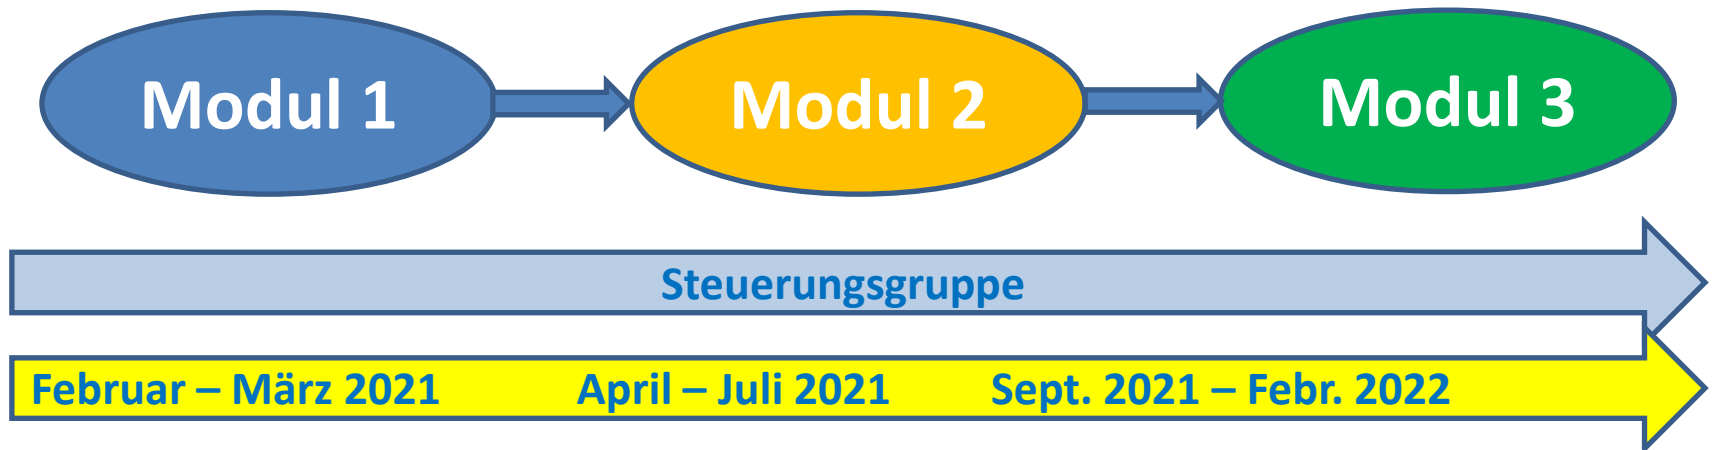 Modul 1
Modul 2
Modul 3
Steuerungsgruppe
Februar – März 2021
April – Juli 2021
Sept. 2021 – Febr. 2022